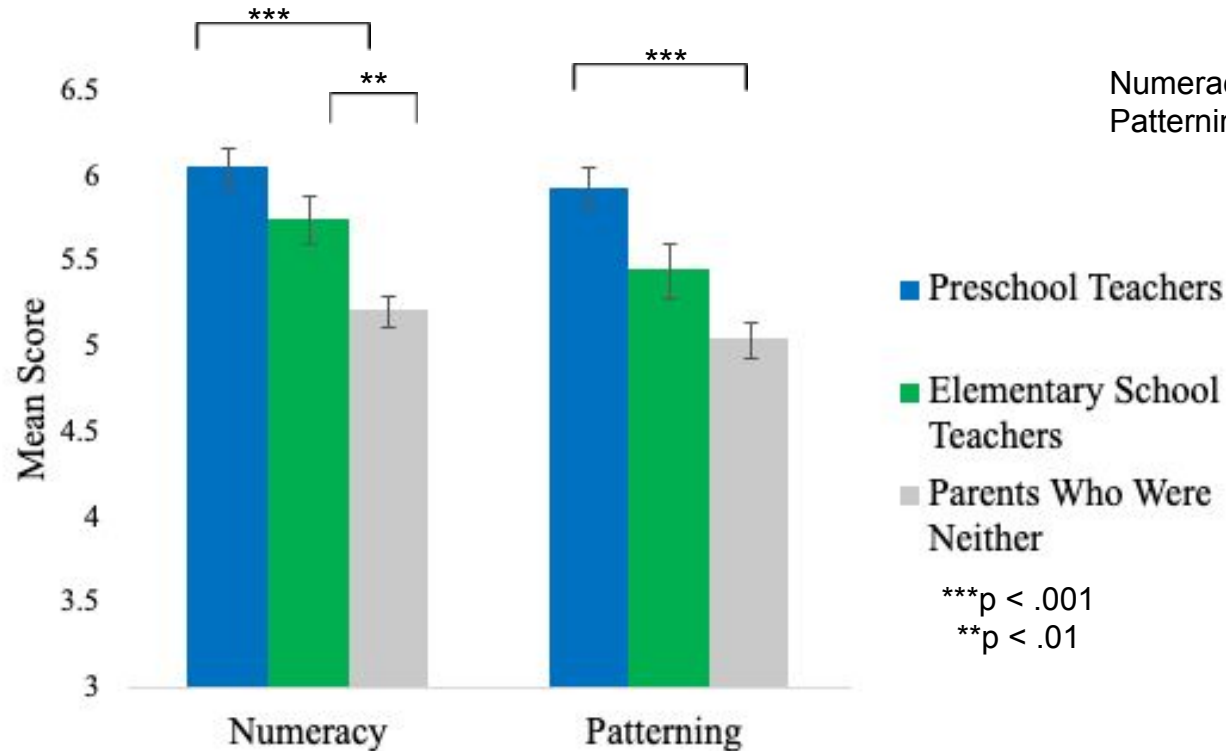 ***
**
***
Numerac
Patternin
6.5
6
5.5
5
4.5
4
3.5
3
Mean Score
Numeracy
Patterning
Preschool Teachers
Elementary School
Teachers
Parents Who Were
Neither
***p < .001
**p < .01